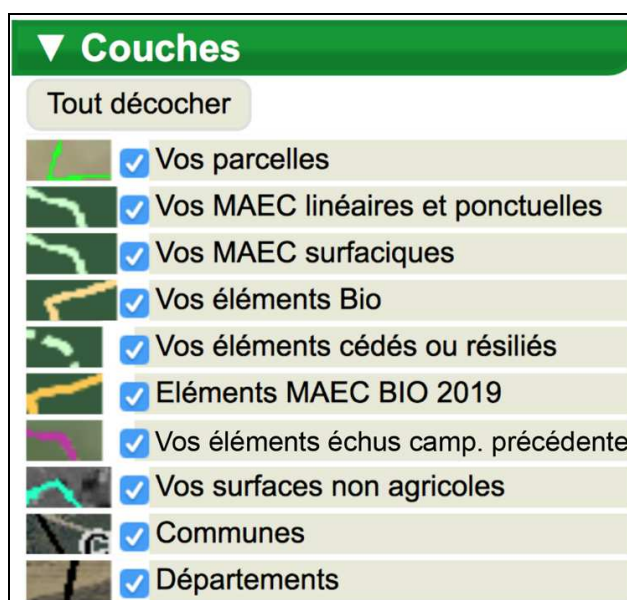 ▼ Couches
Tout décocher
Vos parcelles
Vos MAEC linéaires et ponctuelles
Vos MAEC surfaciques
Vos éléments Bio
Vos éléments cédés ou résiliés
Eléments MAEC BIO 2019
Vos éléments échus camp. précédente
Vos surfaces non agricoles
Communes
Départements